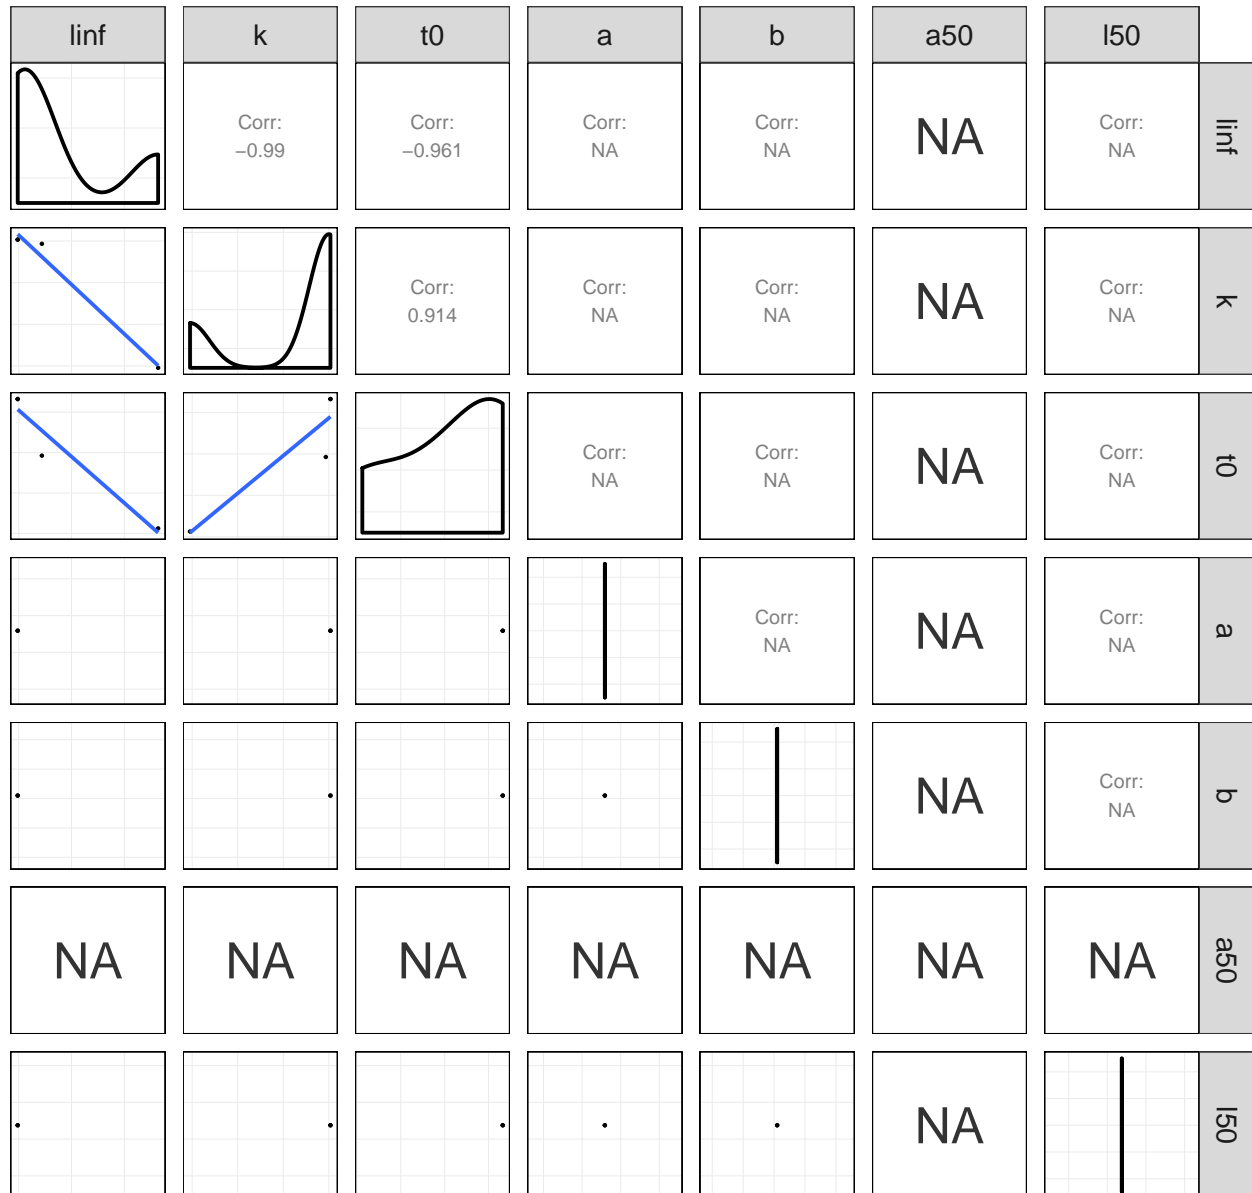 linf k t0 a b a50 l50
Corr: Corr: Corr: Corr: NA Corr: linf
−0.99 −0.961 NA NA NA
Corr: Corr: Corr: NA Corr: k
0.914 NA NA NA
Corr: Corr: NA Corr: t0
NA NA NA
Corr: NA Corr: a
NA NA
NA Corr: b
NA
NA NA NA NA NA NA NA a50
NA l50